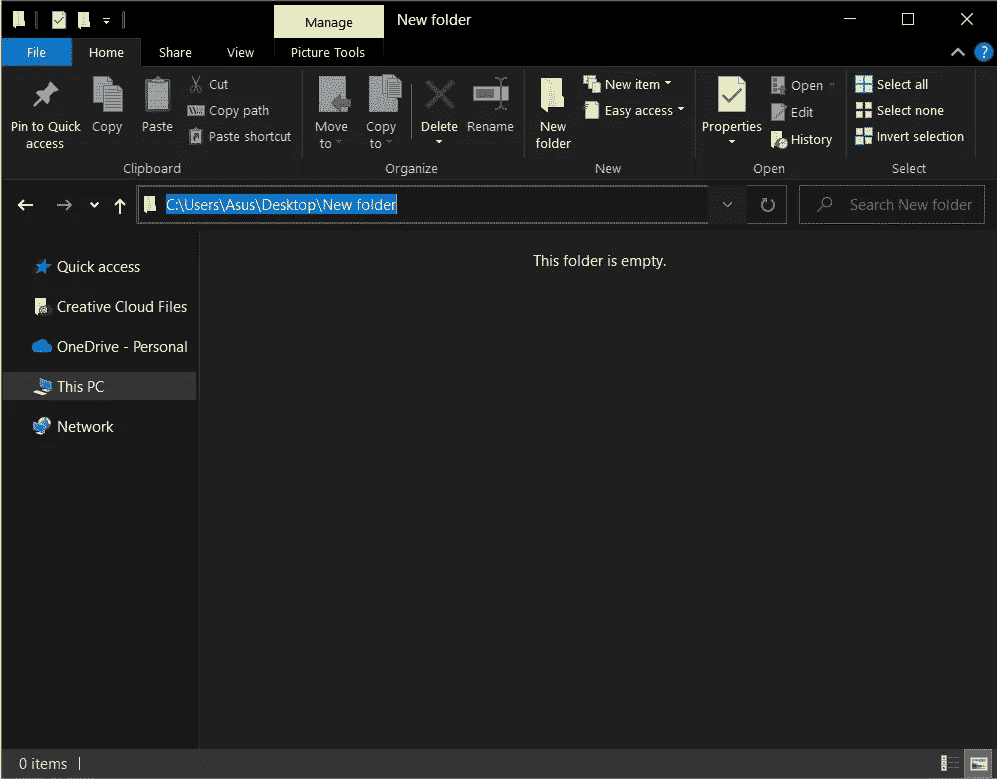 Manage
New folder
File
Home
Share
View
Picture Tools
?
Pin to Quick
access
Copy
Paste
Cut
Copy path
Paste shortcut
Clipboard
Move
to
Copy
to
Delete
Rename
Organize
New
folder
New item
Easy access
New
Properties
Open
Edit
History
Open
Select all
Select none
Invert selection
Select
C:\Users\Asus\Desktop\New folder
Search New folder
Quick access
Creative Cloud Files
OneDrive - Personal
This PC
Network
This folder is empty.
0 items